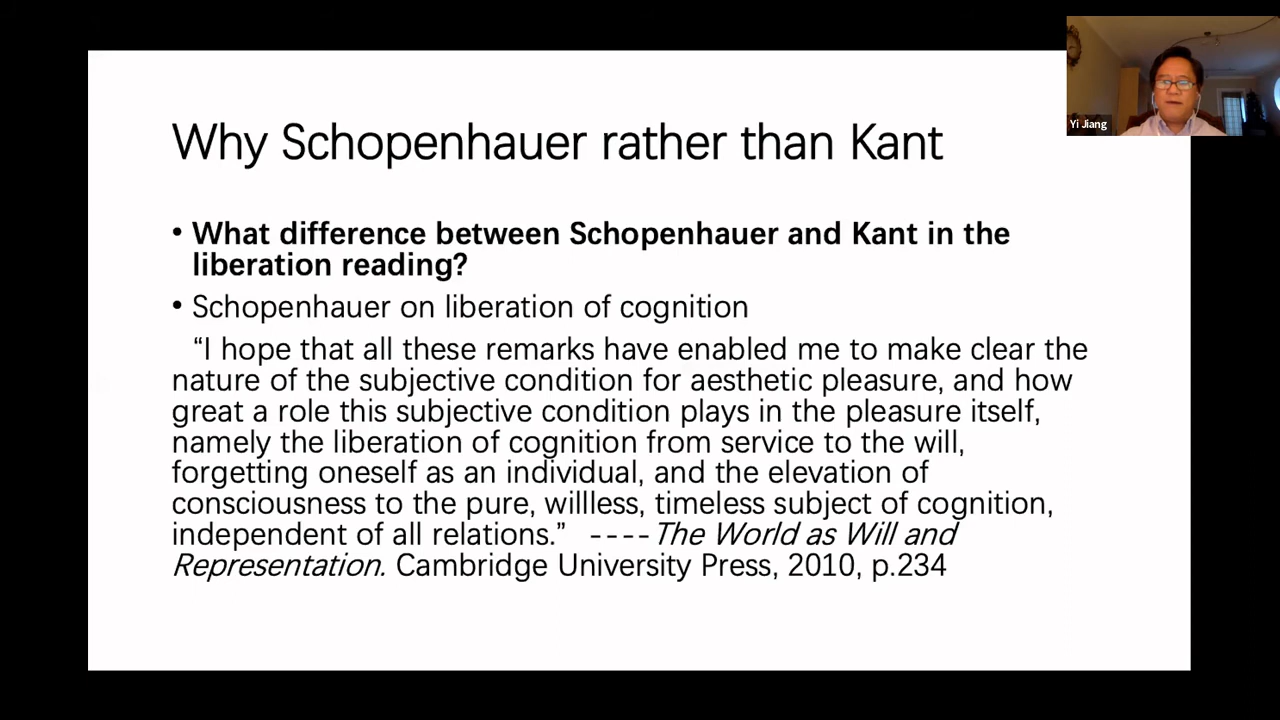 Why Schopenhauer rather than Kant
• What difference between Schopenhauer and Kant in the
liberation reading?
• Schopenhauer on liberation of cognition
“I hope that all these remarks have enabled me to make clear the
nature of the subjective condition for aesthetic pleasure, and how
great a role this subjective condition plays in the pleasure itself,
namely the liberation of cognition from service to the will,
forgetting oneself as an individual, and the elevation of
consciousness to the pure, willless, timeless subject of cognition,
independent of all relations.” ----The World as Will and
Representation. Cambridge University Press, 2010, p.234
Yi Jiang